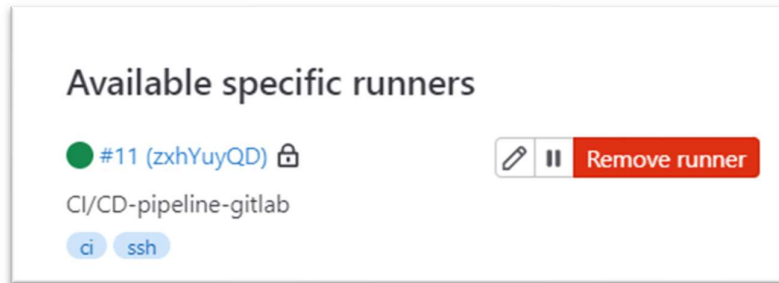 Available specific runners
#11 (zxhYuyQD)
Remove runner
CI/CD-pipeline-gitlab
ci ssh